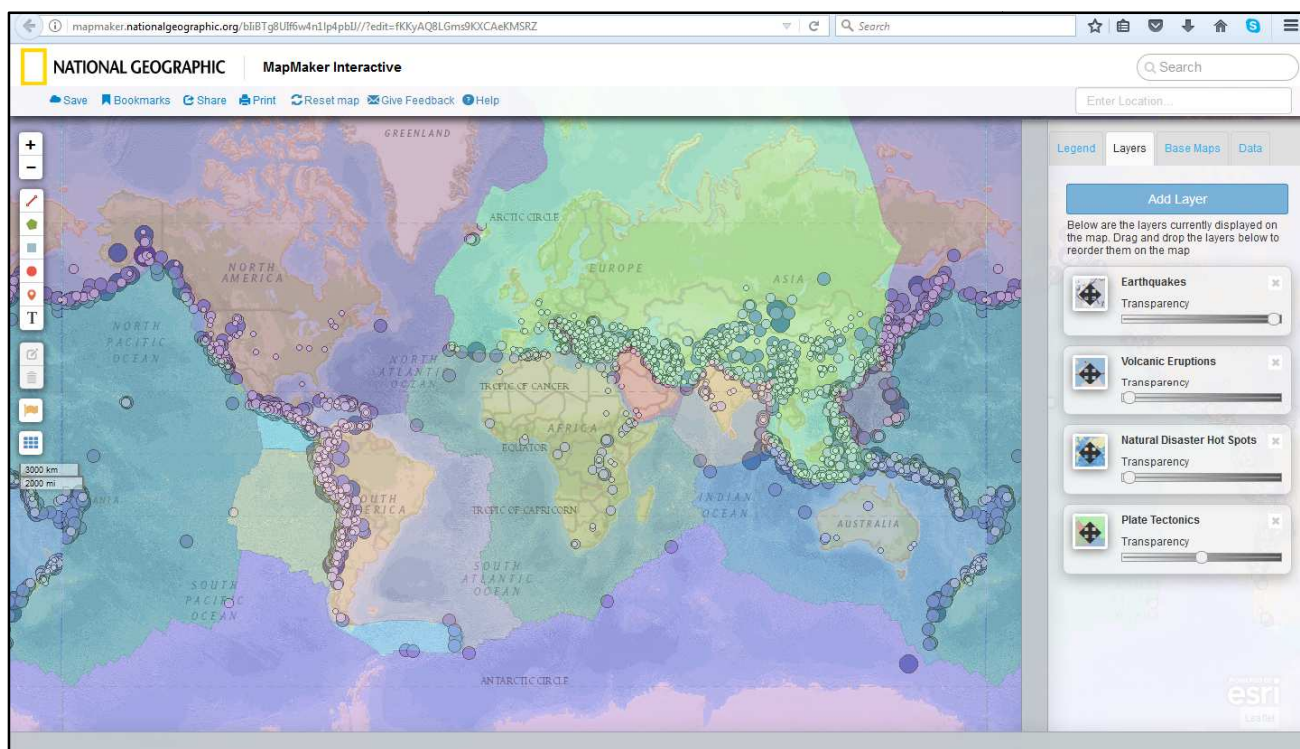 mapmaker.nationalgeographic.org
Search
NATIONAL GEOGRAPHIC
MapMaker Interactive
Search
Save
Bookmarks
Share
Print
Reset map
Give Feedback
Help
Enter Location...
+
−
T
3000 km
2000 mi
GREENLAND
ARCTIC CIRCLE
NORTH
AMERICA
EUROPE
ASIA
NORTH
PACIFIC
OCEAN
NORTH
ATLANTIC
OCEAN
TROPIC OF CANCER
AFRICA
EQUATOR
SOUTH
AMERICA
TROPIC OF CAPRICORN
INDIAN
OCEAN
AUSTRALIA
SOUTH
PACIFIC
OCEAN
SOUTH
ATLANTIC
OCEAN
ANTARCTIC CIRCLE
Legend
Layers
Base Maps
Data
Add Layer
Below are the layers currently displayed on
the map. Drag and drop the layers below to
reorder them on the map
Earthquakes
Transparency
Volcanic Eruptions
Transparency
Natural Disaster Hot Spots
Transparency
Plate Tectonics
Transparency
POWERED BY
esri
Leaflet